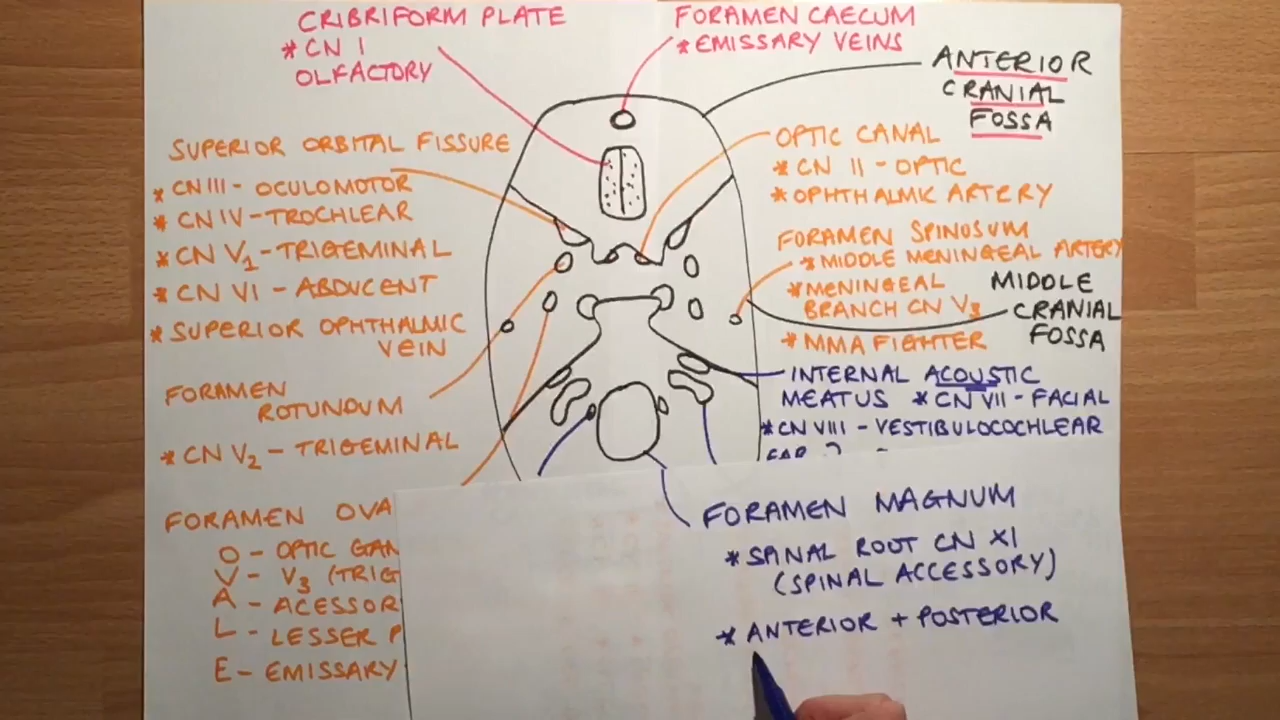 CRIBRIFORM PLATE
* CN I
OLFACTORY
FORAMEN CAECUM
* EMISSARY VEINS
ANTERIOR
CRANIAL
FOSSA
SUPERIOR ORBITAL FISSURE
* CN III - OCULOMOTOR
* CN IV - TROCHLEAR
* CN V1 - TRIGEMINAL
* CN VI - ABDUCENT
* SUPERIOR OPHTHALMIC
VEIN
OPTIC CANAL
* CN II - OPTIC
* OPHTHALMIC ARTERY
FORAMEN SPINOSUM
* MIDDLE MENINGEAL ARTERY
* MENINGEAL
BRANCH CN V3
* MMA FIGHTER
MIDDLE
CRANIAL
FOSSA
FORAMEN
ROTUNDUM
* CN V2 - TRIGEMINAL
INTERNAL ACOUSTIC
MEATUS * CN VII - FACIAL
* CN VIII - VESTIBULOCOCHLEAR
FORAMEN OVA
O - OPTIC GAN
V - V3 (TRIG
A - ACESSOR
L - LESSER P
E - EMISSARY
FORAMEN MAGNUM
* SPINAL ROOT CN XI
(SPINAL ACCESSORY)
* ANTERIOR + POSTERIOR